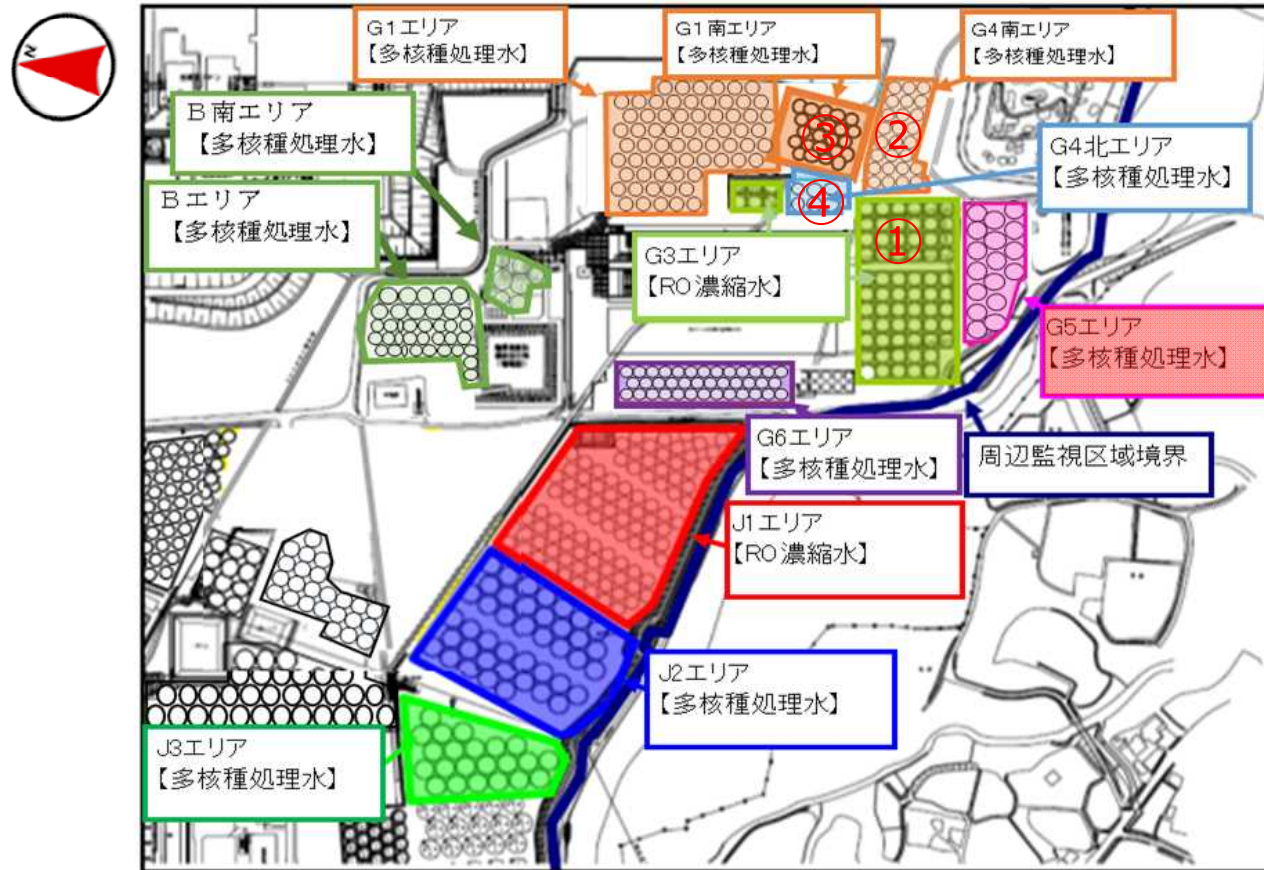 N
G1エリア
【多核種処理水】
G1南エリア
【多核種処理水】
G4南エリア
【多核種処理水】
B南エリア
【多核種処理水】
③
②
G4北エリア
【多核種処理水】
④
Bエリア
【多核種処理水】
①
G3エリア
【RO濃縮水】
G5エリア
【多核種処理水】
G6エリア
【多核種処理水】
周辺監視区域境界
J1エリア
【RO濃縮水】
J2エリア
【多核種処理水】
J3エリア
【多核種処理水】